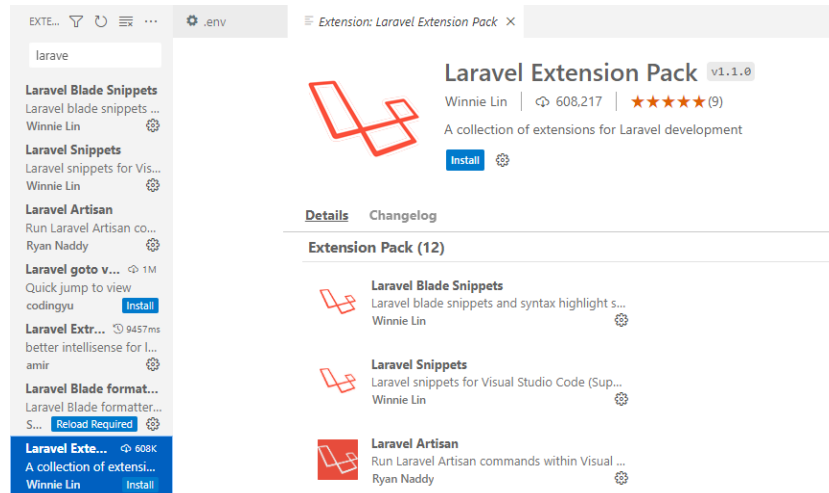 EXTE...
.env
Extension: Laravel Extension Pack
larave
Laravel Blade Snippets
Laravel blade snippets ...
Winnie Lin
Laravel Snippets
Laravel snippets for Vis...
Winnie Lin
Laravel Artisan
Run Laravel Artisan co...
Ryan Naddy
Laravel goto v... 1M
Quick jump to view
codingyu Install
Laravel Extr... 9457ms
better intellisense for l...
amir
Laravel Blade format...
Laravel Blade formatter...
S... Reload Required
Laravel Exte... 608K
A collection of extensi...
Winnie Lin Install
Laravel Extension Pack v1.1.0
Winnie Lin 608,217 (9)
A collection of extensions for Laravel development
Install
Details Changelog
Extension Pack (12)
Laravel Blade Snippets
Laravel blade snippets and syntax highlight s...
Winnie Lin
Laravel Snippets
Laravel snippets for Visual Studio Code (Sup...
Winnie Lin
Laravel Artisan
Run Laravel Artisan commands within Visual ...
Ryan Naddy